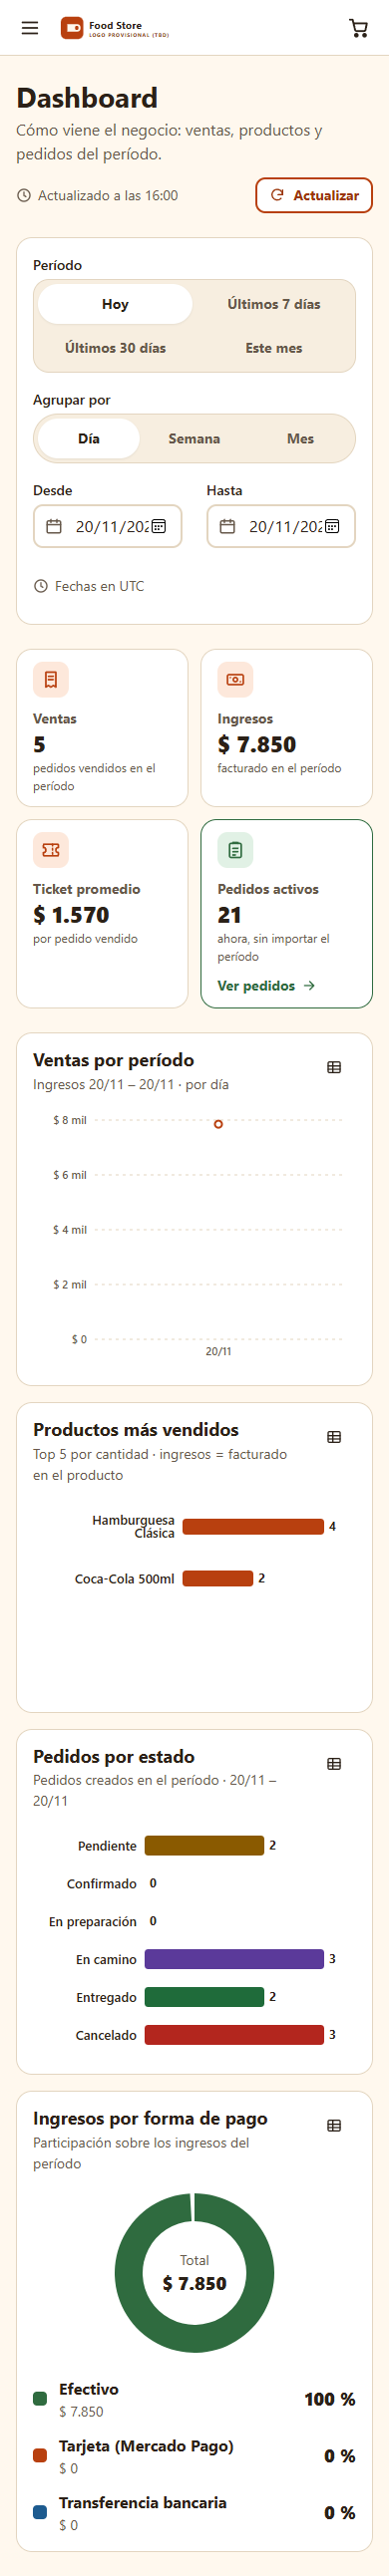 Food Store
LOGO PROVISIONAL (TBD)
Dashboard
Cómo viene el negocio: ventas, productos y
pedidos del período.
Actualizado a las 16:00
Actualizar
Período
Hoy
Últimos 7 días
Últimos 30 días
Este mes
Agrupar por
Día
Semana
Mes
Desde
Hasta
20/11/202
20/11/202
Fechas en UTC
Ventas
5
pedidos vendidos en el
período
Ingresos
$ 7.850
facturado en el período
Ticket promedio
$ 1.570
por pedido vendido
Pedidos activos
21
ahora, sin importar el
período
Ver pedidos →
Ventas por período
Ingresos 20/11 – 20/11 · por día
$ 8 mil
$ 6 mil
$ 4 mil
$ 2 mil
$ 0
20/11
Productos más vendidos
Top 5 por cantidad · ingresos = facturado
en el producto
Hamburguesa
Clásica
4
Coca-Cola 500ml
2
Pedidos por estado
Pedidos creados en el período · 20/11 –
20/11
Pendiente 2
Confirmado 0
En preparación 0
En camino 3
Entregado 2
Cancelado 3
Ingresos por forma de pago
Participación sobre los ingresos del
período
Total
$ 7.850
Efectivo
$ 7.850
100 %
Tarjeta (Mercado Pago)
$ 0
0 %
Transferencia bancaria
$ 0
0 %